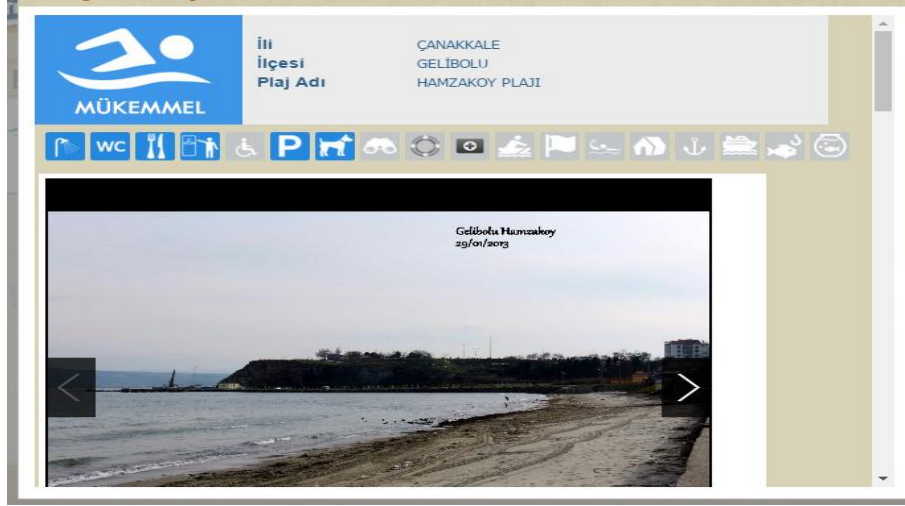 MÜKEMMEL
İli ÇANAKKALE
İlçesi GELİBOLU
Plaj Adı HAMZAKOY PLAJI
WC P
Gelibolu Hamzakoy
29/01/2013